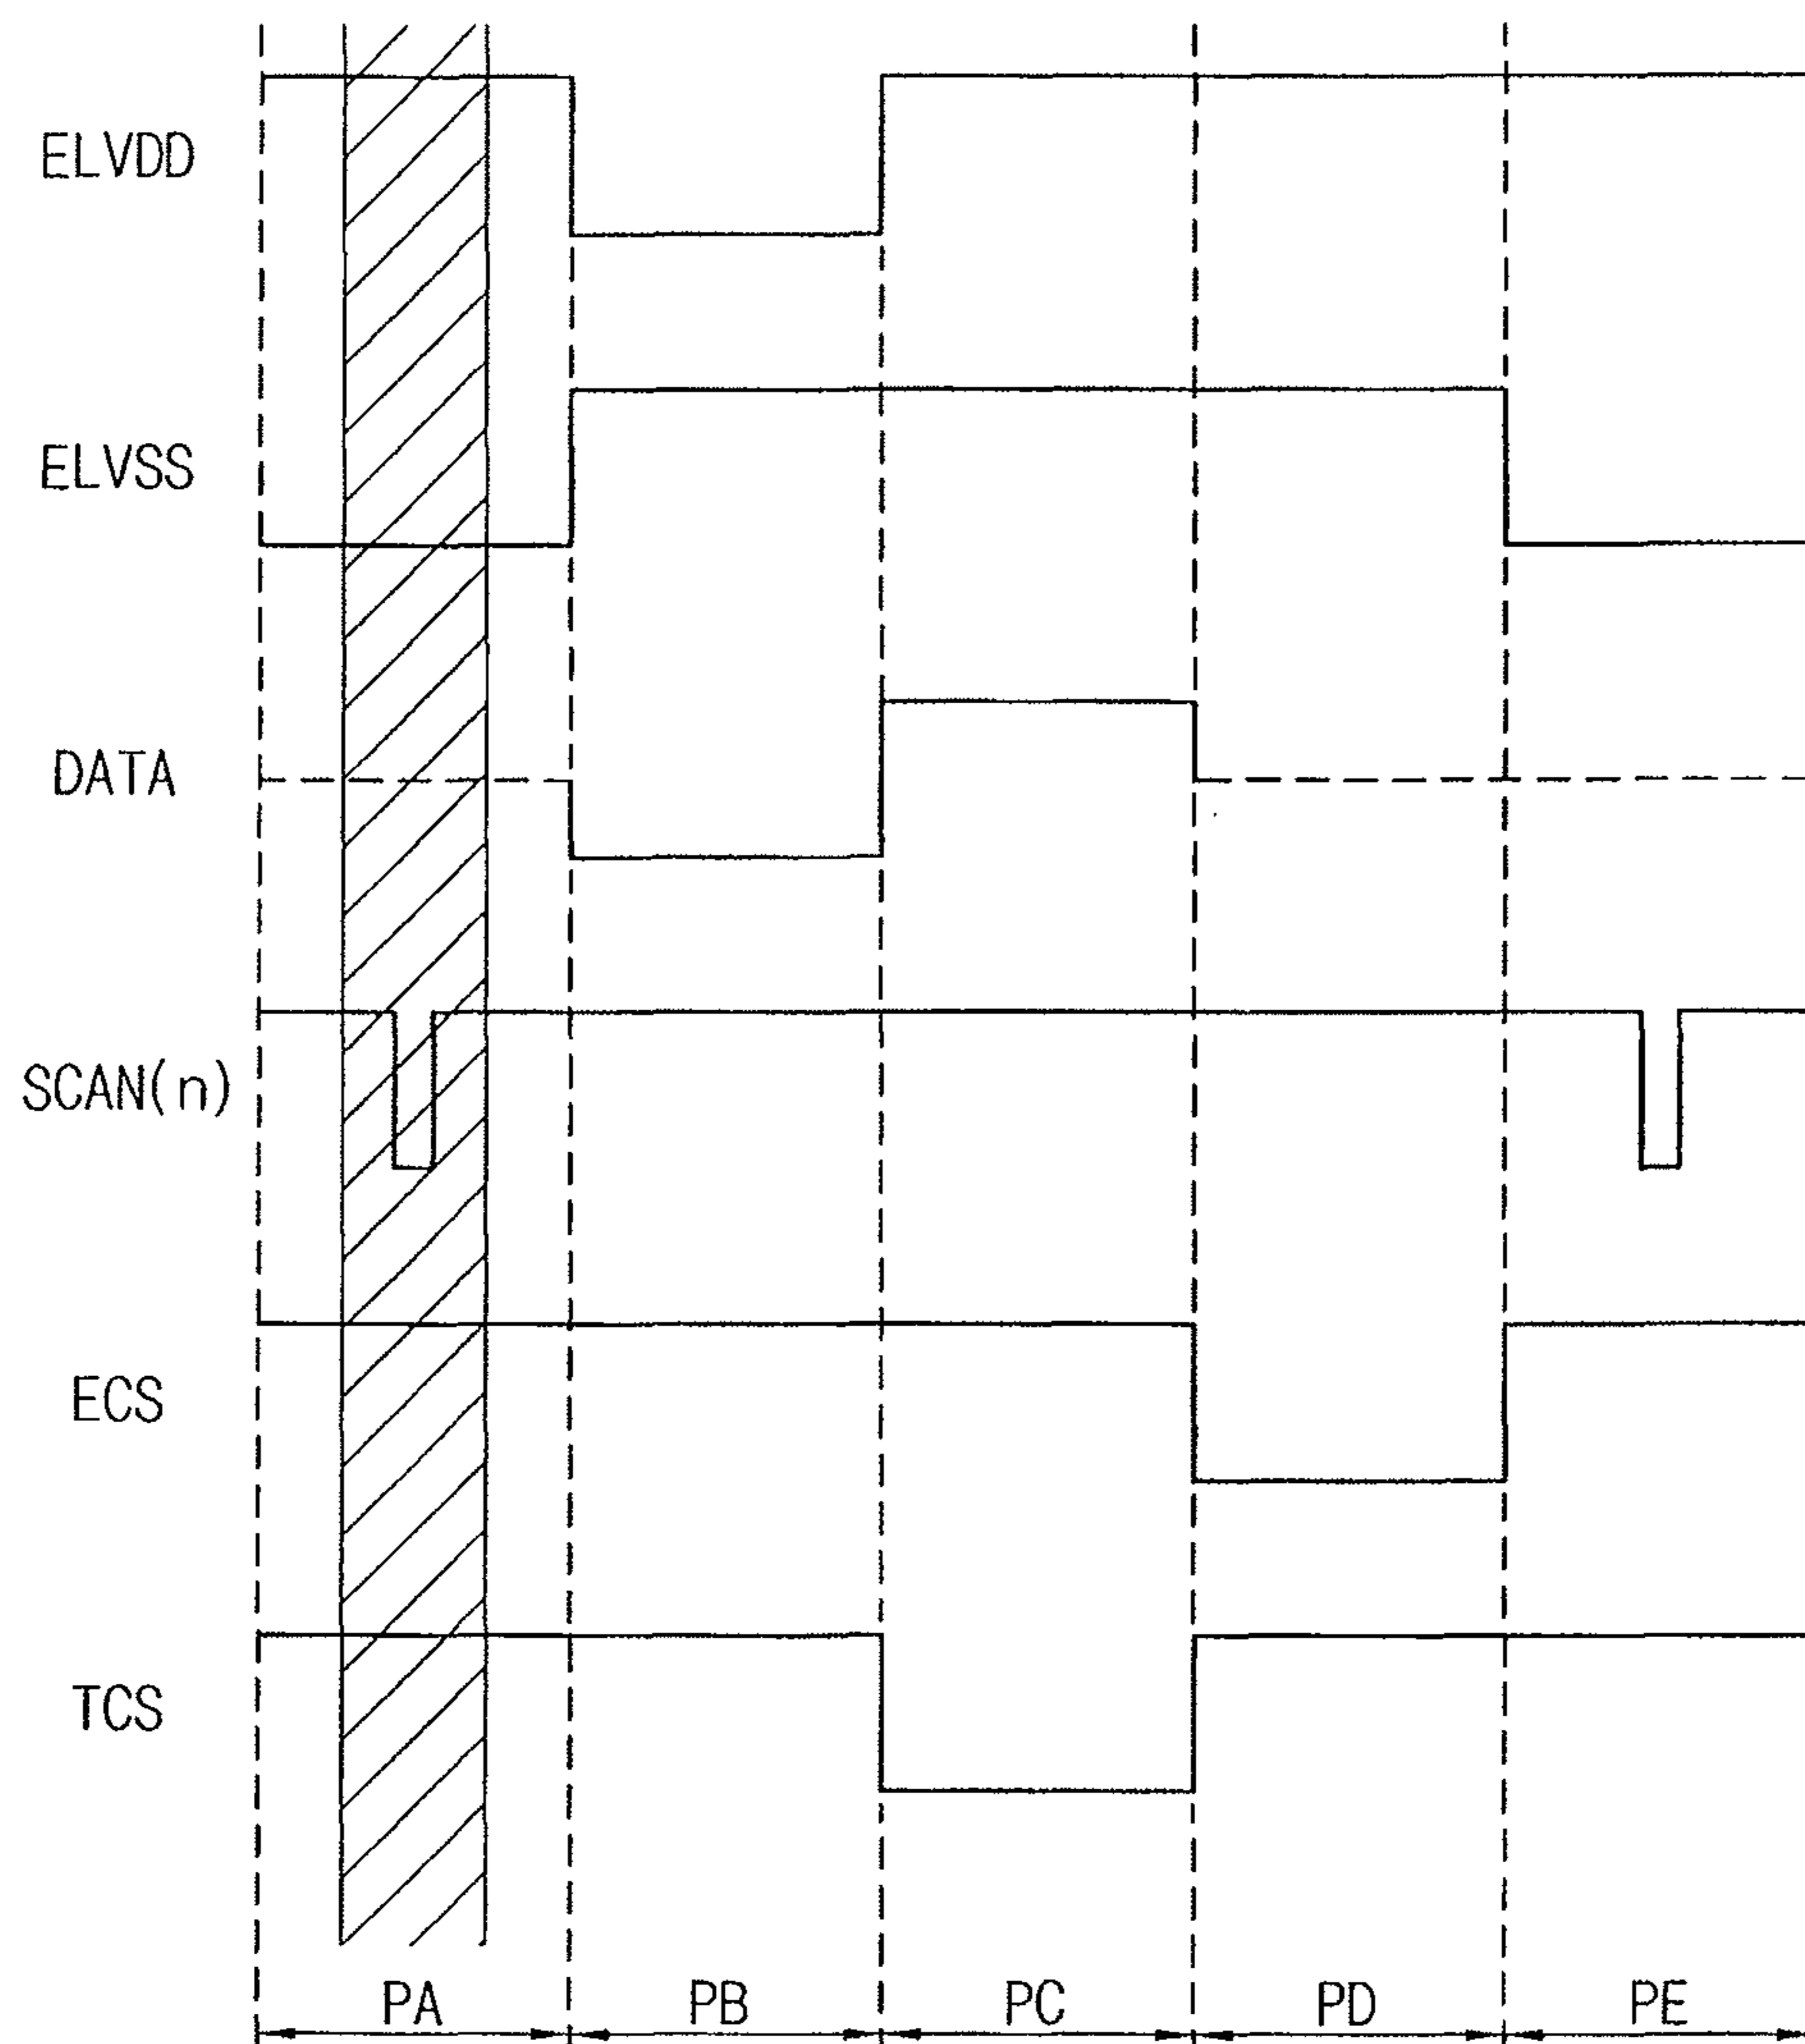 ELVDD
ELVSS
DATA
SCAN(n)
ECS
TCS
PA PB PC PD PE